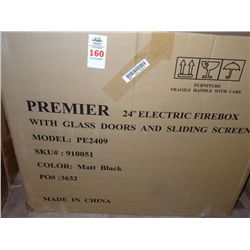 160
FURNITURE
FRAGILE HANDLE WITH CARE
PREMIER 24" ELECTRIC FIREBOX
WITH GLASS DOORS AND SLIDING SCREEN
MODEL: PE2409
SKU# : 910051
COLOR: Matt Black
PO# :3632
MADE IN CHINA